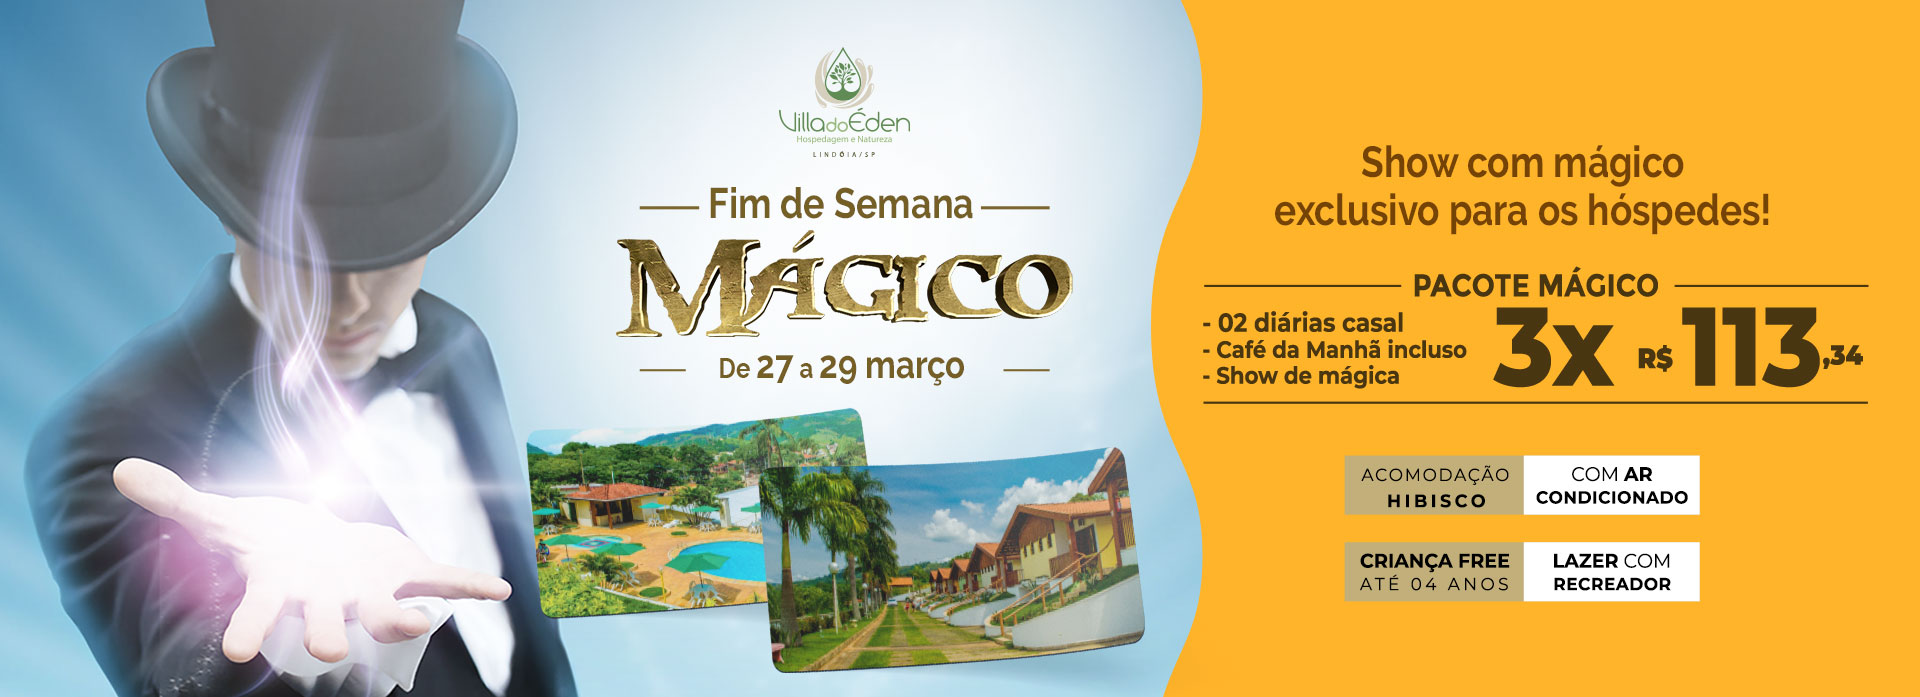 Villa do Éden
Hospedagem e Natureza
LINDÓIA/SP
Fim de Semana
MÁGICO
De 27 a 29 março
Show com mágico
exclusivo para os hóspedes!
PACOTE MÁGICO
- 02 diárias casal
- Café da Manhã incluso
- Show de mágica
3x R$ 113,34
ACOMODAÇÃO
HIBISCO
COM AR
CONDICIONADO
CRIANÇA FREE
ATÉ 04 ANOS
LAZER COM
RECREADOR